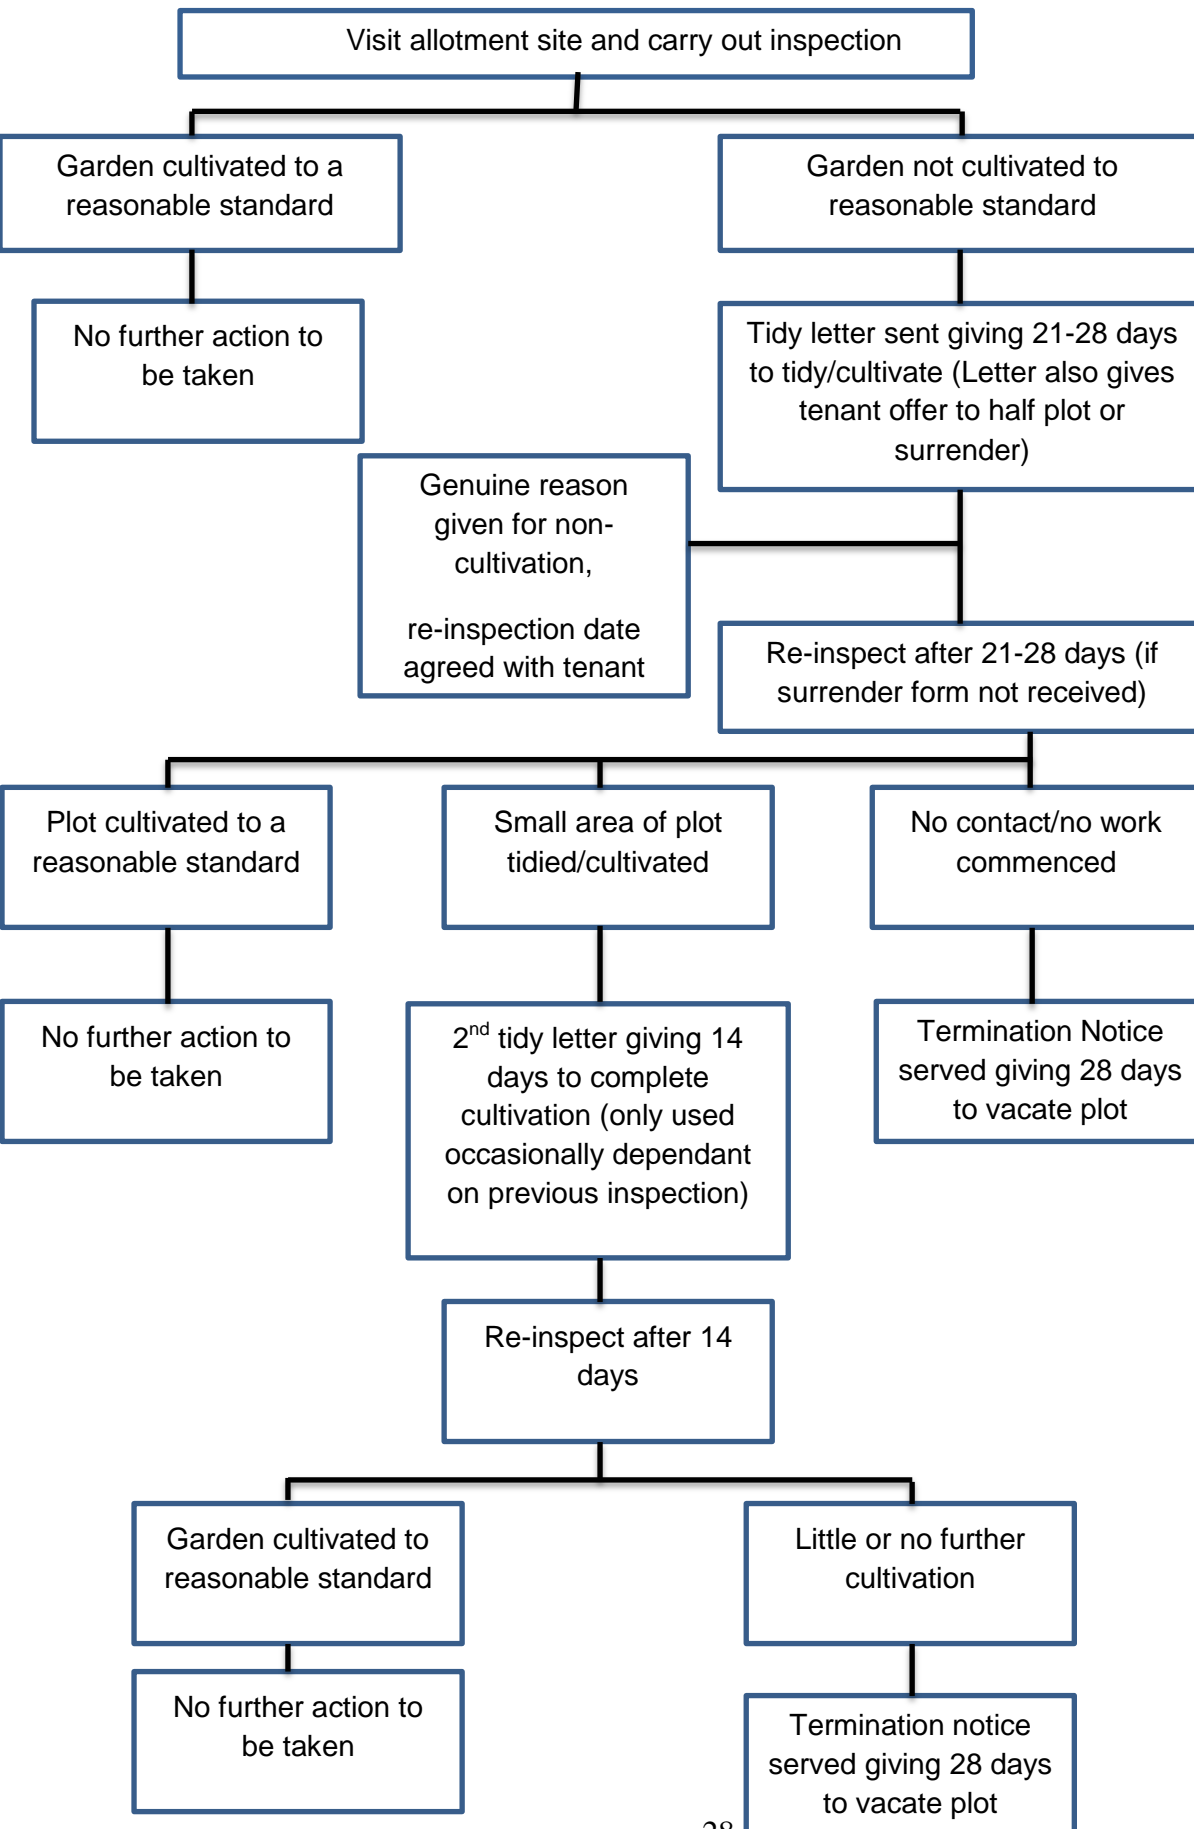 Visit allotment site and carry out inspection
Garden cultivated to a
reasonable standard
Garden not cultivated to
reasonable standard
No further action to
be taken
Tidy letter sent giving 21-28 days
to tidy/cultivate (Letter also gives
tenant offer to half plot or
surrender)
Genuine reason
given for non-
cultivation,
re-inspection date
agreed with tenant
Re-inspect after 21-28 days (if
surrender form not received)
Plot cultivated to a
reasonable standard
Small area of plot
tidied/cultivated
No contact/no work
commenced
No further action to
be taken
2nd tidy letter giving 14
days to complete
cultivation (only used
occasionally dependant
on previous inspection)
Termination Notice
served giving 28 days
to vacate plot
Re-inspect after 14
days
Garden cultivated to
reasonable standard
Little or no further
cultivation
No further action to
be taken
Termination notice
served giving 28 days
to vacate plot
28